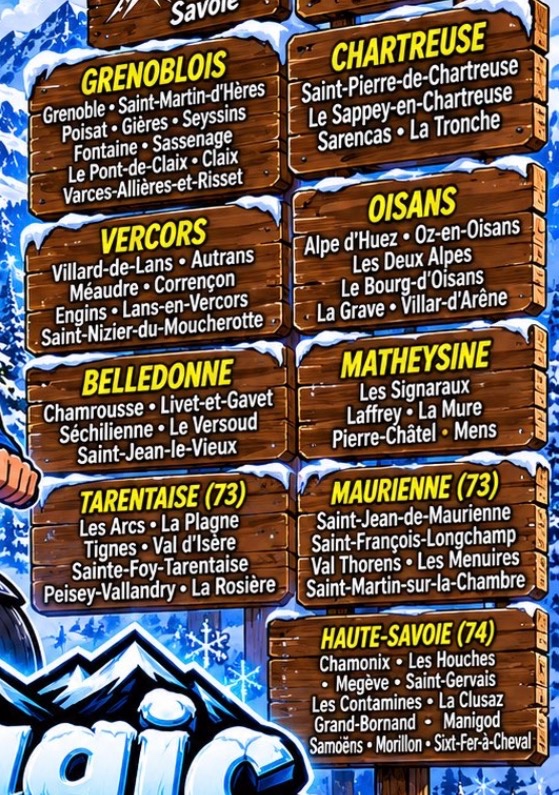 Savoie
GRENOBLOIS
Grenoble • Saint-Martin-d'Hères
Poisat • Gières • Seyssins
Fontaine • Sassenage
Le Pont-de-Claix • Claix
Varces-Allières-et-Risset
CHARTREUSE
Saint-Pierre-de-Chartreuse
Le Sappey-en-Chartreuse
Sarencas • La Tronche
VERCORS
Villard-de-Lans • Autrans
Méaudre • Corrençon
Engins • Lans-en-Vercors
Saint-Nizier-du-Moucherotte
OISANS
Alpe d'Huez • Oz-en-Oisans
Les Deux Alpes
Le Bourg-d'Oisans
La Grave • Villar-d'Arêne
BELLEDONNE
Chamrousse • Livet-et-Gavet
Séchilienne • Le Versoud
Saint-Jean-le-Vieux
MATHEYSINE
Les Signaraux
Laffrey • La Mure
Pierre-Châtel • Mens
TARENTAISE (73)
Les Arcs • La Plagne
Tignes • Val d'Isère
Sainte-Foy-Tarentaise
Peisey-Vallandry • La Rosière
MAURIENNE (73)
Saint-Jean-de-Maurienne
Saint-François-Longchamp
Val Thorens • Les Menuires
Saint-Martin-sur-la-Chambre
HAUTE-SAVOIE (74)
Chamonix • Les Houches
• Megève • Saint-Gervais
Les Contamines • La Clusaz
Grand-Bornand • Manigod
Samoëns • Morillon • Sixt-Fer-à-Cheval